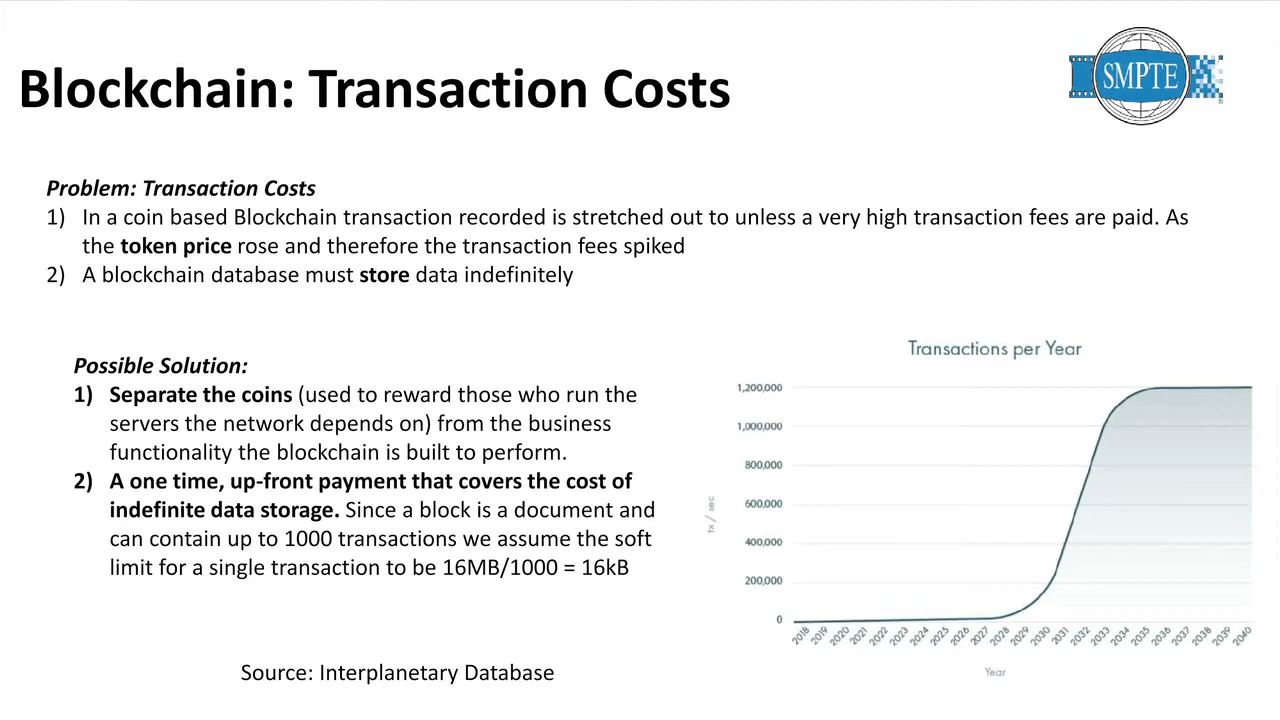 Blockchain: Transaction Costs
SMPTE
Problem: Transaction Costs
1) In a coin based Blockchain transaction recorded is stretched out to unless a very high transaction fees are paid. As
the token price rose and therefore the transaction fees spiked
2) A blockchain database must store data indefinitely
Possible Solution:
1) Separate the coins (used to reward those who run the
servers the network depends on) from the business
functionality the blockchain is built to perform.
2) A one time, up-front payment that covers the cost of
indefinite data storage. Since a block is a document and
can contain up to 1000 transactions we assume the soft
limit for a single transaction to be 16MB/1000 = 16kB
Source: Interplanetary Database
Transactions per Year
1,200,000
1,000,000
800,000
600,000
400,000
200,000
0
tx / sec
2018 2019 2020 2021 2022 2023 2024 2025 2026 2027 2028 2029 2030 2031 2032 2033 2034 2035 2036 2037 2038 2039 2040
Year